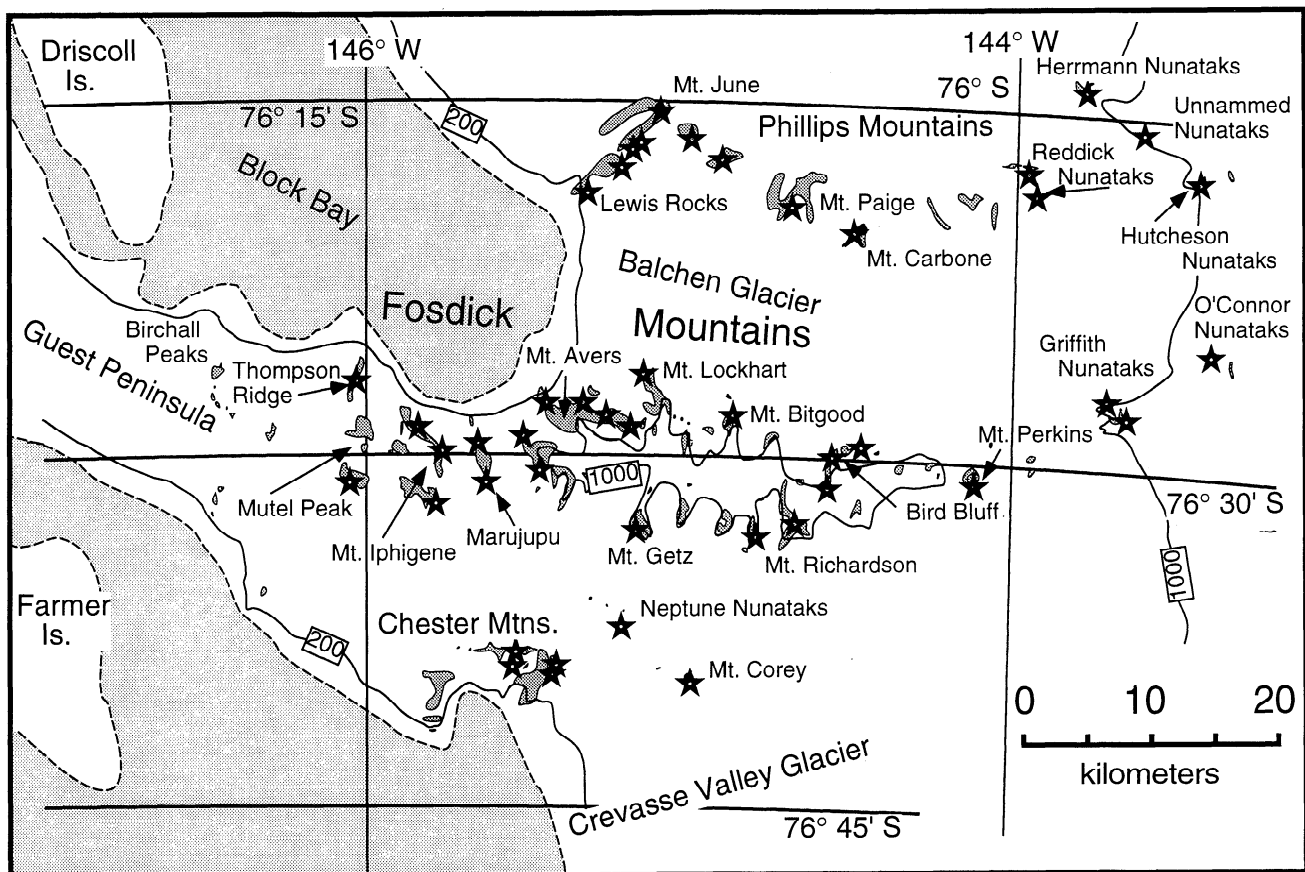 Driscoll
Is.
146° W
144° W
Mt. June
76° S
Herrmann Nunataks
76° 15' S
200
Phillips Mountains
Unnammed
Nunataks
Block Bay
Reddick
Nunataks
Lewis Rocks
Mt. Paige
Hutcheson
Nunataks
Mt. Carbone
Balchen Glacier
Fosdick
Mountains
O'Connor
Nunataks
Birchall
Peaks
Guest Peninsula
Thompson
Ridge
Mt. Avers
Mt. Lockhart
Griffith
Nunataks
Mt. Bitgood
Mt. Perkins
1000
76° 30' S
Mutel Peak
Mt. Iphigene
Marujupu
Mt. Getz
Mt. Richardson
Bird Bluff
1000
Farmer
Is.
200
Chester Mtns.
Neptune Nunataks
Mt. Corey
0 10 20
kilometers
Crevasse Valley Glacier
76° 45' S